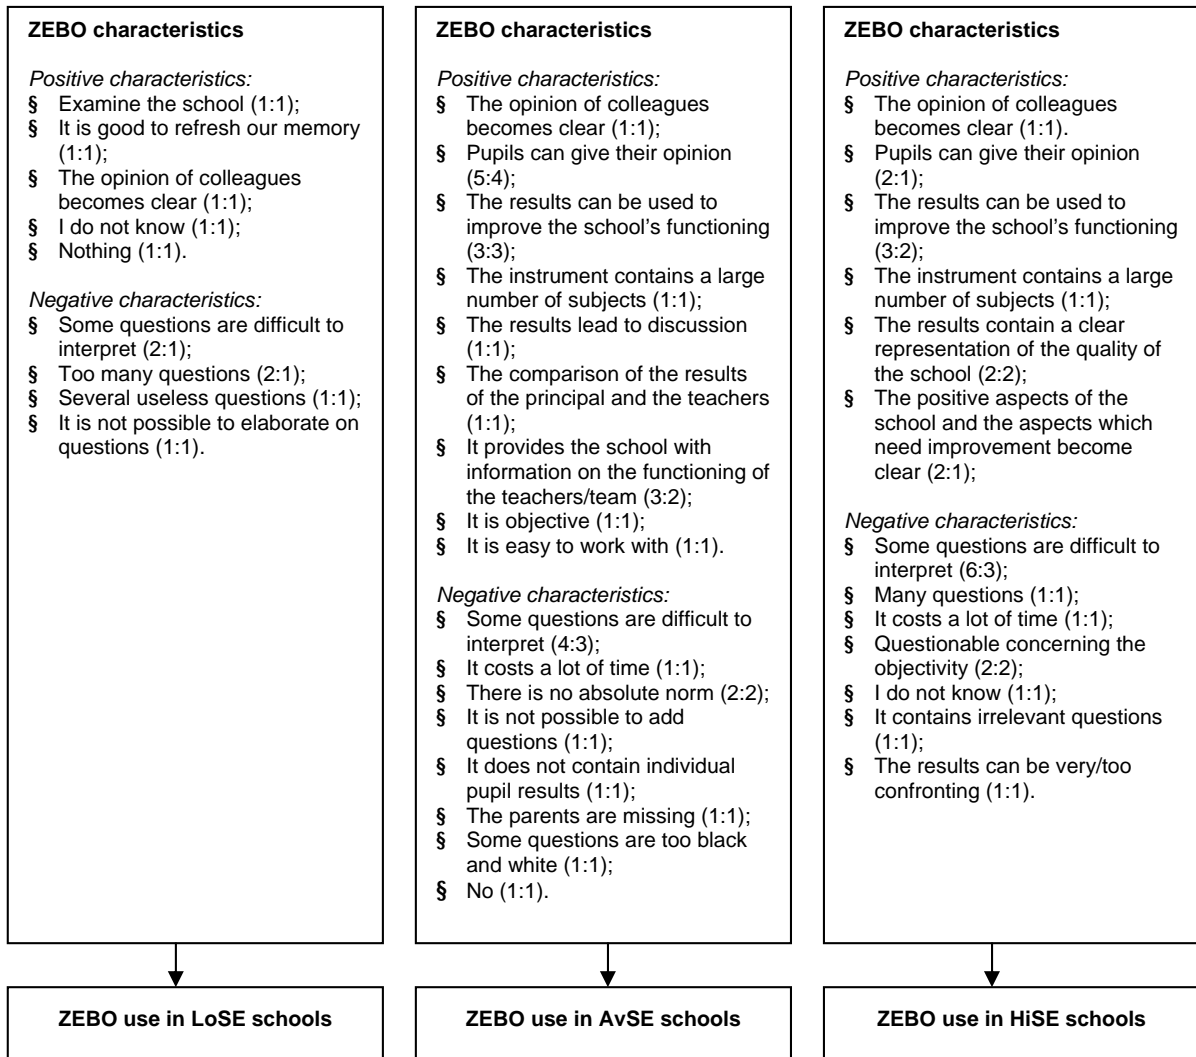 ZEBO characteristics
Positive characteristics:
§ Examine the school (1:1);
§ It is good to refresh our memory
(1:1);
§ The opinion of colleagues
becomes clear (1:1);
§ I do not know (1:1);
§ Nothing (1:1).
Negative characteristics:
§ Some questions are difficult to
interpret (2:1);
§ Too many questions (2:1);
§ Several useless questions (1:1);
§ It is not possible to elaborate on
questions (1:1).
ZEBO use in LoSE schools
ZEBO characteristics
Positive characteristics:
§ The opinion of colleagues
becomes clear (1:1);
§ Pupils can give their opinion
(5:4);
§ The results can be used to
improve the school's functioning
(3:3);
§ The instrument contains a large
number of subjects (1:1);
§ The results lead to discussion
(1:1);
§ The comparison of the results
of the principal and the teachers
(1:1);
§ It provides the school with
information on the functioning of
the teachers/team (3:2);
§ It is objective (1:1);
§ It is easy to work with (1:1).
Negative characteristics:
§ Some questions are difficult to
interpret (4:3);
§ It costs a lot of time (1:1);
§ There is no absolute norm (2:2);
§ It is not possible to add
questions (1:1);
§ It does not contain individual
pupil results (1:1);
§ The parents are missing (1:1);
§ Some questions are too black
and white (1:1);
§ No (1:1).
ZEBO use in AvSE schools
ZEBO characteristics
Positive characteristics:
§ The opinion of colleagues
becomes clear (1:1).
§ Pupils can give their opinion
(2:1);
§ The results can be used to
improve the school's functioning
(3:2);
§ The instrument contains a large
number of subjects (1:1);
§ The results contain a clear
representation of the quality of
the school (2:2);
§ The positive aspects of the
school and the aspects which
need improvement become
clear (2:1);
Negative characteristics:
§ Some questions are difficult to
interpret (6:3);
§ Many questions (1:1);
§ It costs a lot of time (1:1);
§ Questionable concerning the
objectivity (2:2);
§ I do not know (1:1);
§ It contains irrelevant questions
(1:1);
§ The results can be very/too
confronting (1:1).
ZEBO use in HiSE schools